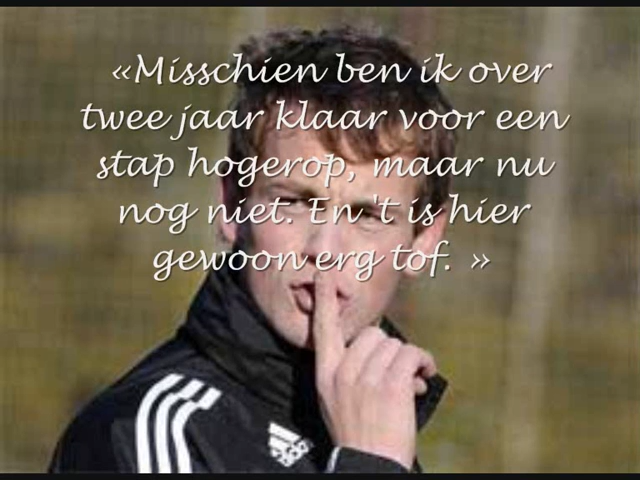 «Misschien ben ik over
twee jaar klaar voor een
stap hogerop, maar nu
nog niet. En 't is hier
gewoon erg tof. »
adidas